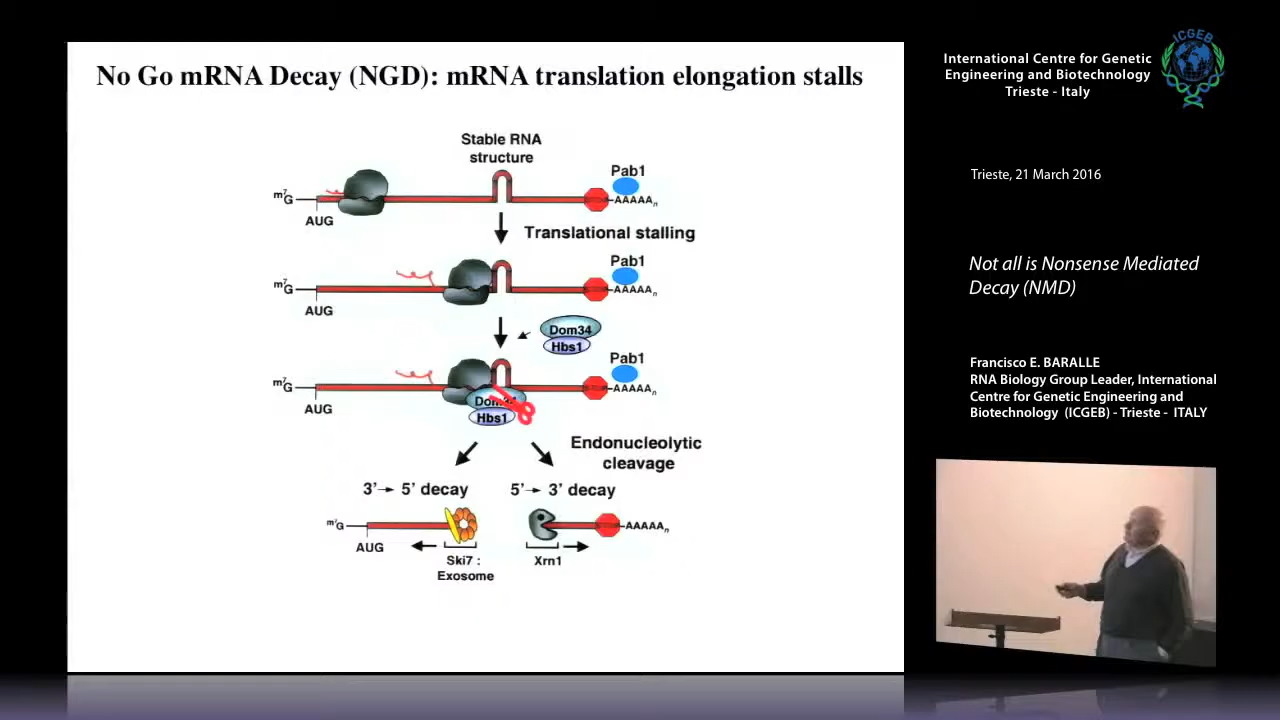 No Go mRNA Decay (NGD): mRNA translation elongation stalls
Stable RNA
structure
Pab1
m⁷G
AAAAAn
AUG
Translational stalling
Pab1
m⁷G
AAAAAn
AUG
Dom34
Hbs1
Pab1
m⁷G
AAAAAn
AUG
Dom34
Hbs1
Endonucleolytic
cleavage
3'→ 5' decay
5'→ 3' decay
m⁷G
AAAAAn
AUG
Ski7 :
Exosome
Xrn1
International Centre for Genetic
Engineering and Biotechnology
Trieste - Italy
ICGEB
Trieste, 21 March 2016
Not all is Nonsense Mediated
Decay (NMD)
Francisco E. BARALLE
RNA Biology Group Leader, International
Centre for Genetic Engineering and
Biotechnology (ICGEB) - Trieste - ITALY